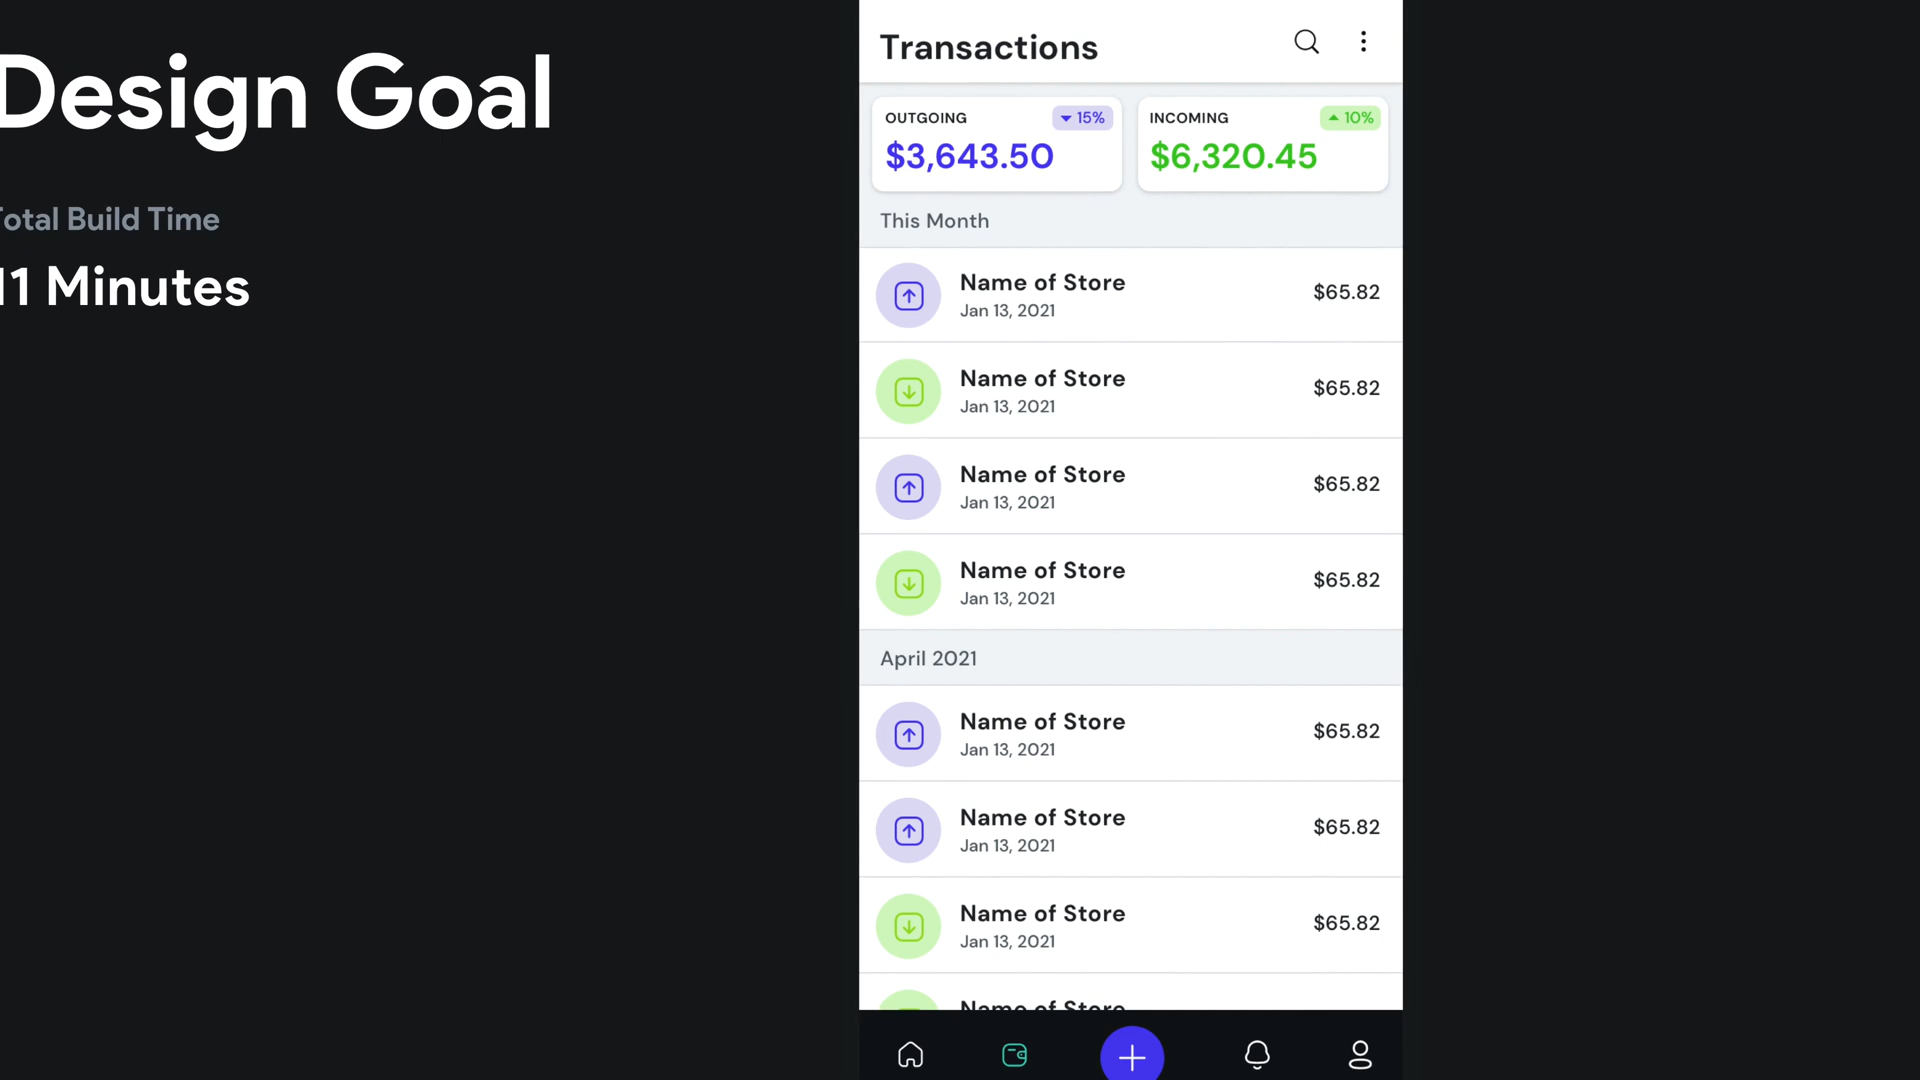 Design Goal
Total Build Time
11 Minutes
Transactions
OUTGOING
15%
$3,643.50
INCOMING
10%
$6,320.45
This Month
Name of Store
Jan 13, 2021
$65.82
Name of Store
Jan 13, 2021
$65.82
Name of Store
Jan 13, 2021
$65.82
Name of Store
Jan 13, 2021
$65.82
April 2021
Name of Store
Jan 13, 2021
$65.82
Name of Store
Jan 13, 2021
$65.82
Name of Store
Jan 13, 2021
$65.82
Name of Store